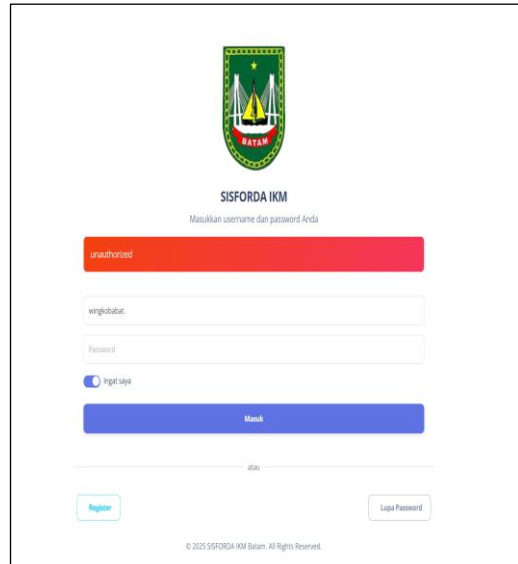 BATAM
SISFORDA IKM
Masukkan username dan password Anda
unauthorized
wingkobabat
Password
Ingat saya
Masuk
atau
Register
Lupa Password
© 2025 SISFORDA IKM Batam. All Rights Reserved.